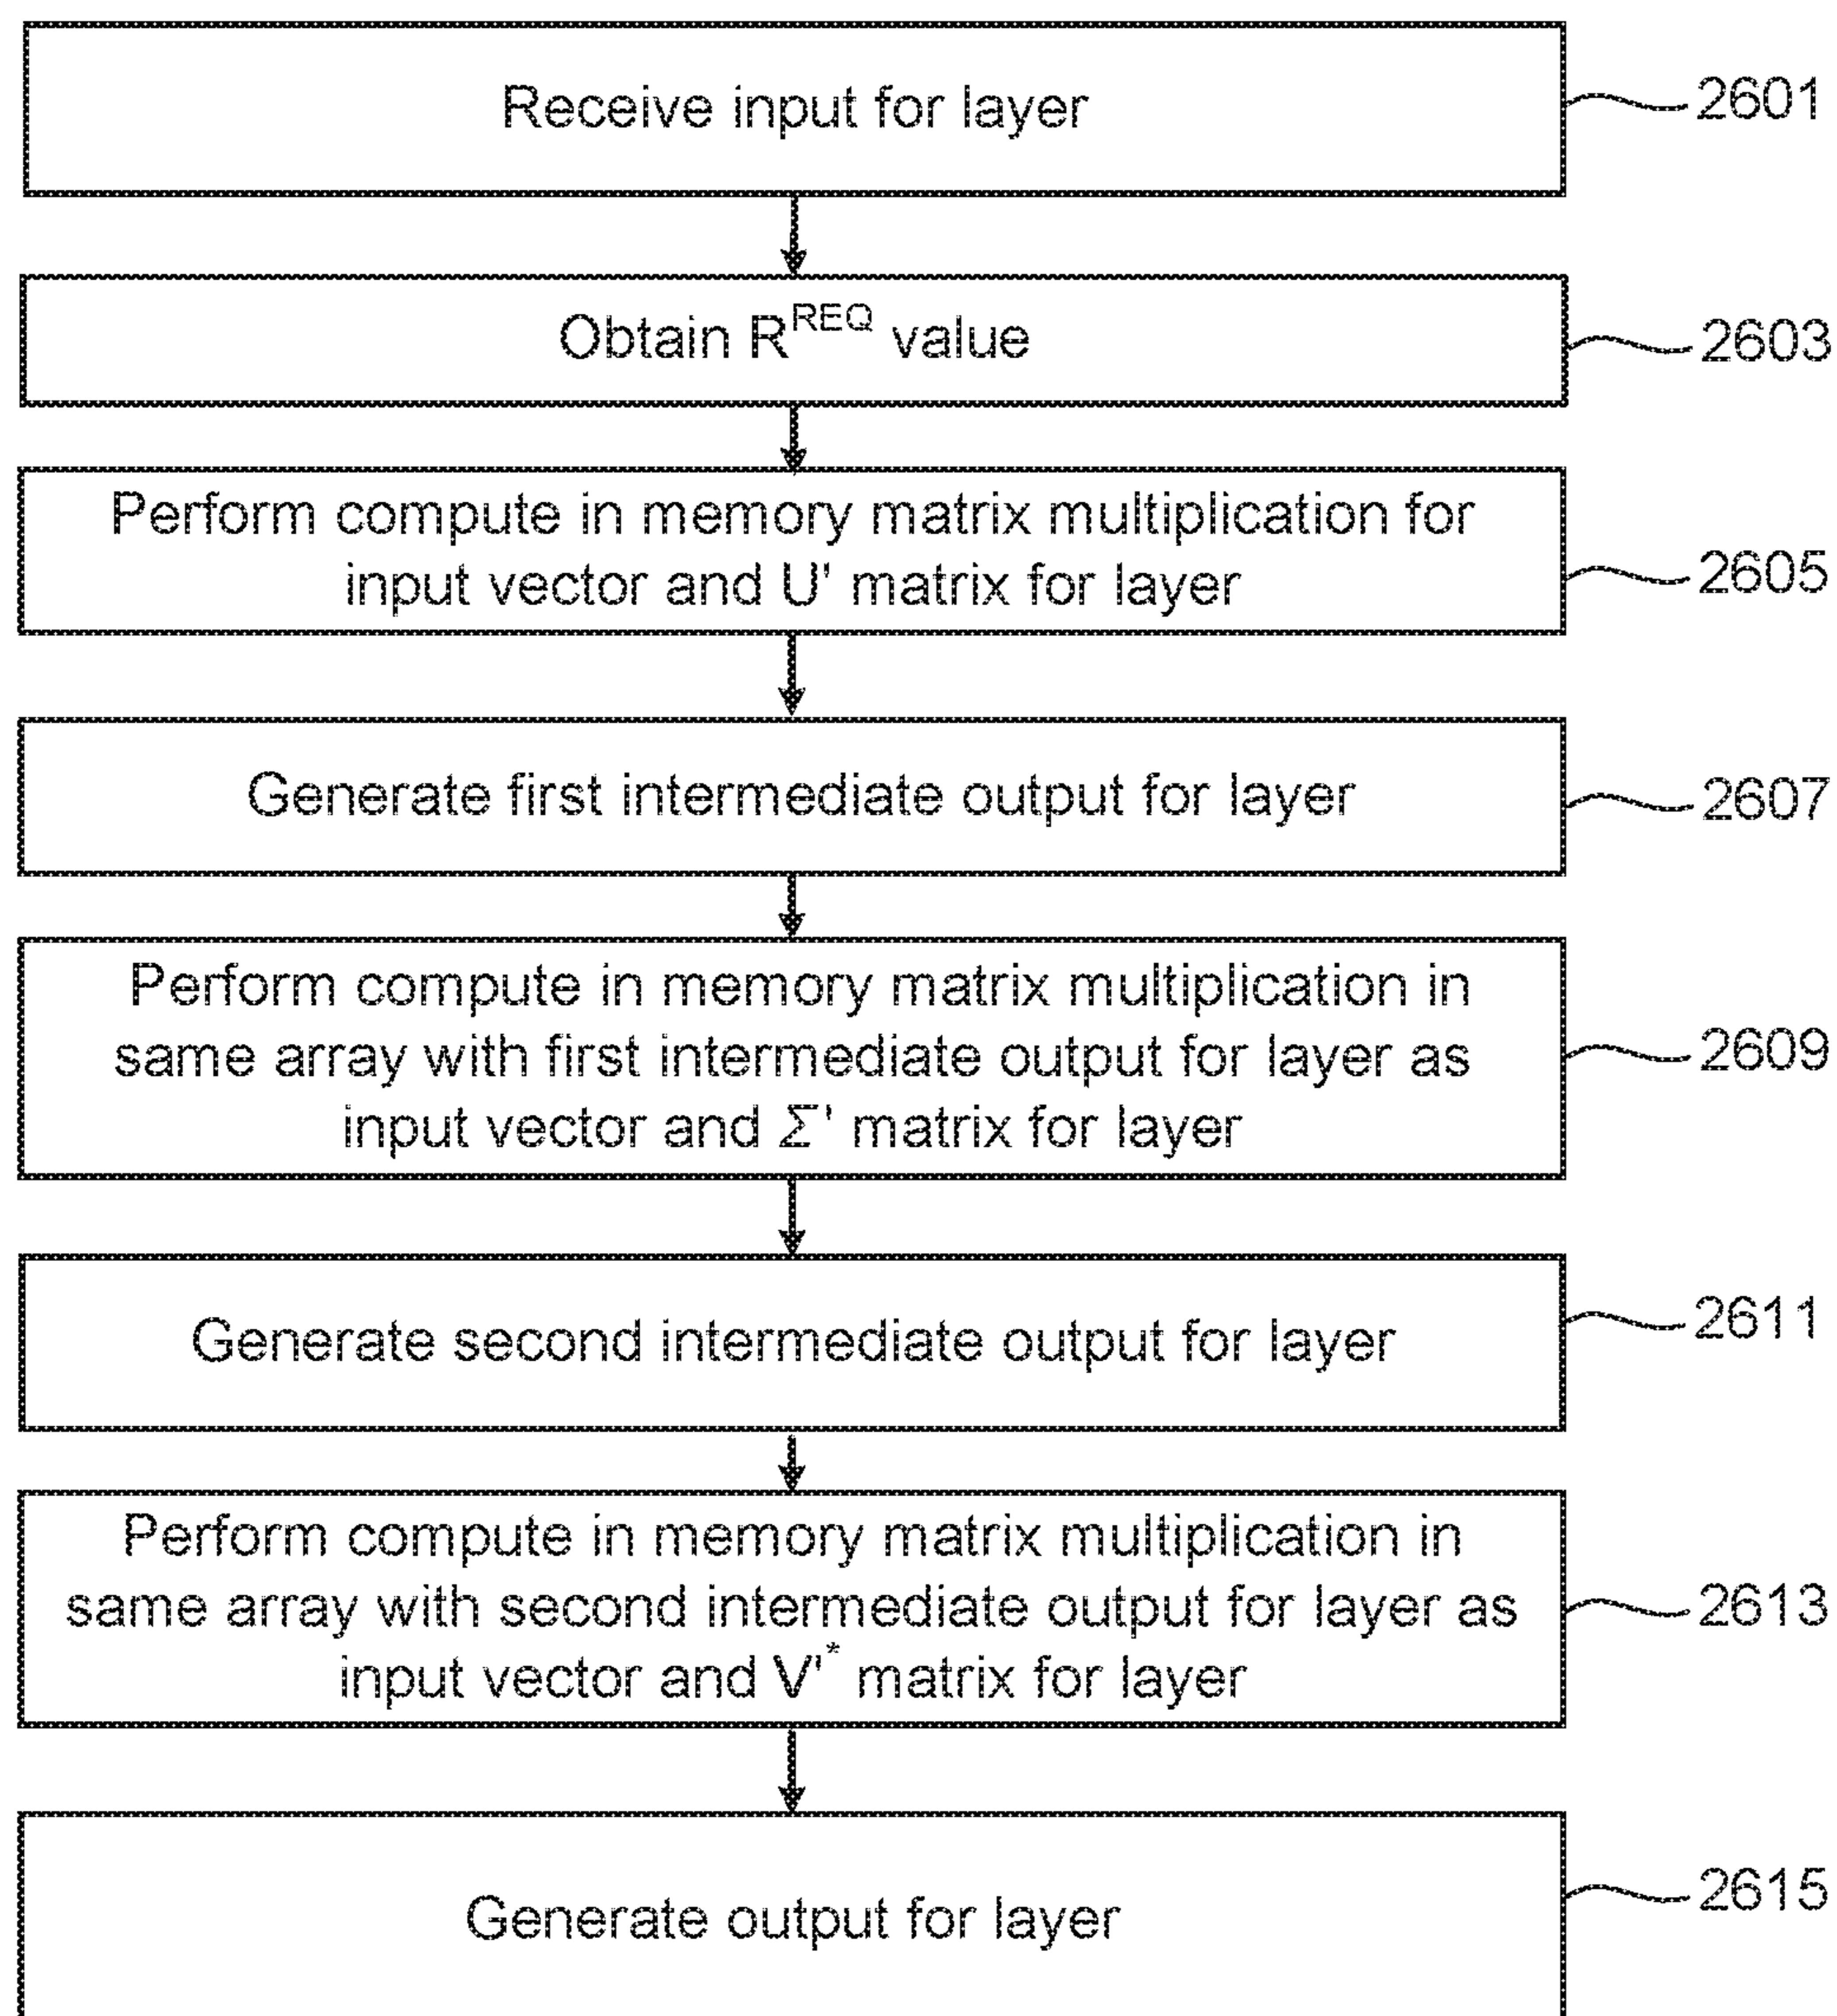 Receive input for layer
2601
Obtain R^REQ value
2603
Perform compute in memory matrix multiplication for
input vector and U' matrix for layer
2605
Generate first intermediate output for layer
2607
Perform compute in memory matrix multiplication in
same array with first intermediate output for layer as
input vector and Σ' matrix for layer
2609
Generate second intermediate output for layer
2611
Perform compute in memory matrix multiplication in
same array with second intermediate output for layer as
input vector and V'* matrix for layer
2613
Generate output for layer
2615